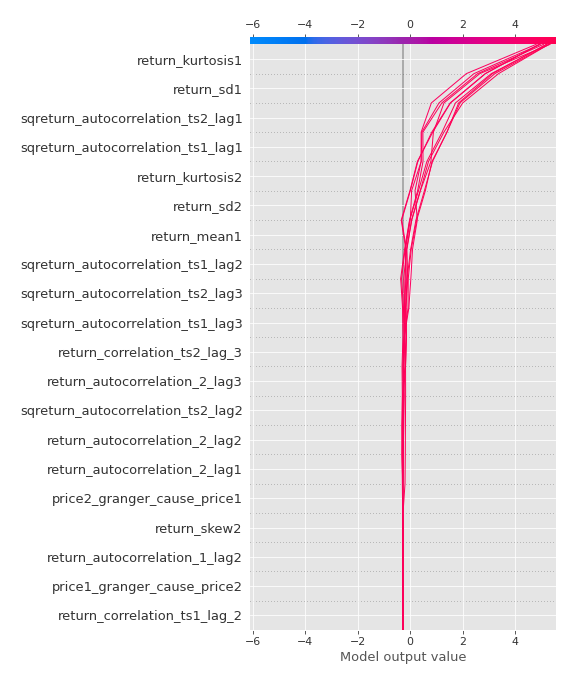 −6 −4 −2 0 2 4
return_kurtosis1
return_sd1
sqreturn_autocorrelation_ts2_lag1
sqreturn_autocorrelation_ts1_lag1
return_kurtosis2
return_sd2
return_mean1
sqreturn_autocorrelation_ts1_lag2
sqreturn_autocorrelation_ts2_lag3
sqreturn_autocorrelation_ts1_lag3
return_correlation_ts2_lag_3
return_autocorrelation_2_lag3
sqreturn_autocorrelation_ts2_lag2
return_autocorrelation_2_lag2
return_autocorrelation_2_lag1
price2_granger_cause_price1
return_skew2
return_autocorrelation_1_lag2
price1_granger_cause_price2
return_correlation_ts1_lag_2
−6 −4 −2 0 2 4
Model output value